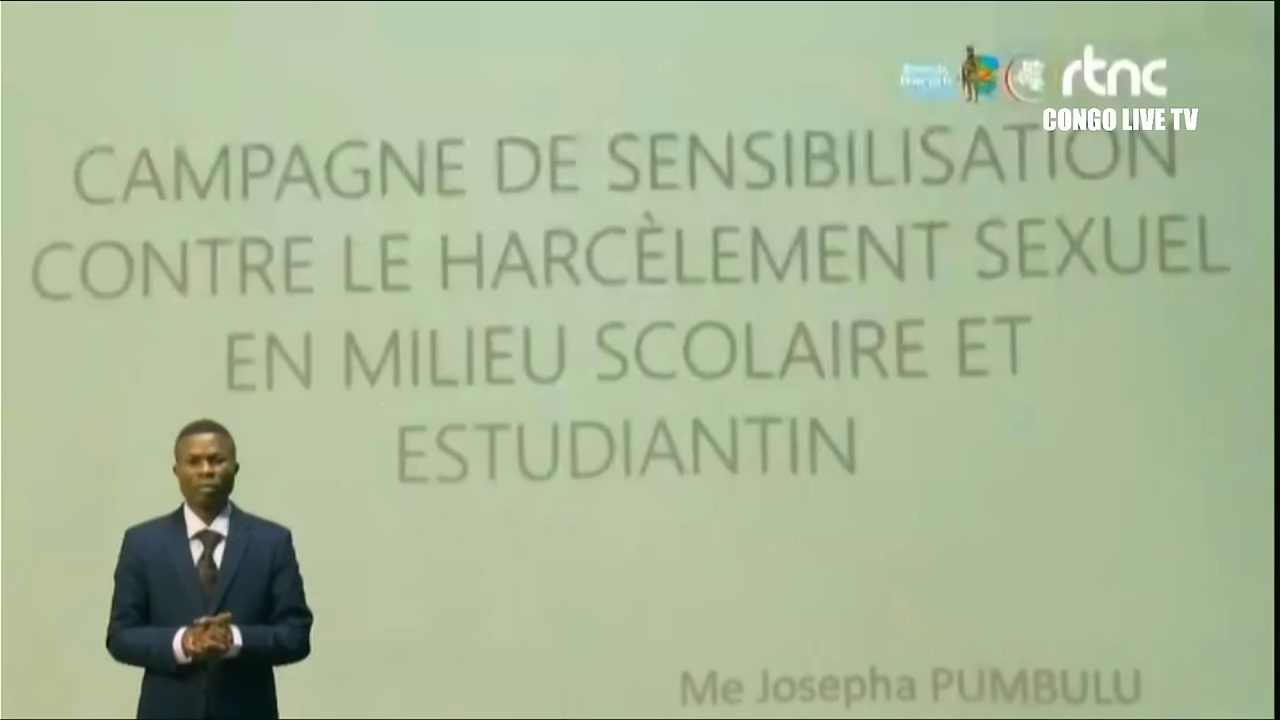 rtnc
CONGO LIVE TV
CAMPAGNE DE SENSIBILISATION
CONTRE LE HARCÈLEMENT SEXUEL
EN MILIEU SCOLAIRE ET
ESTUDIANTIN
Me Josepha PUMBULU